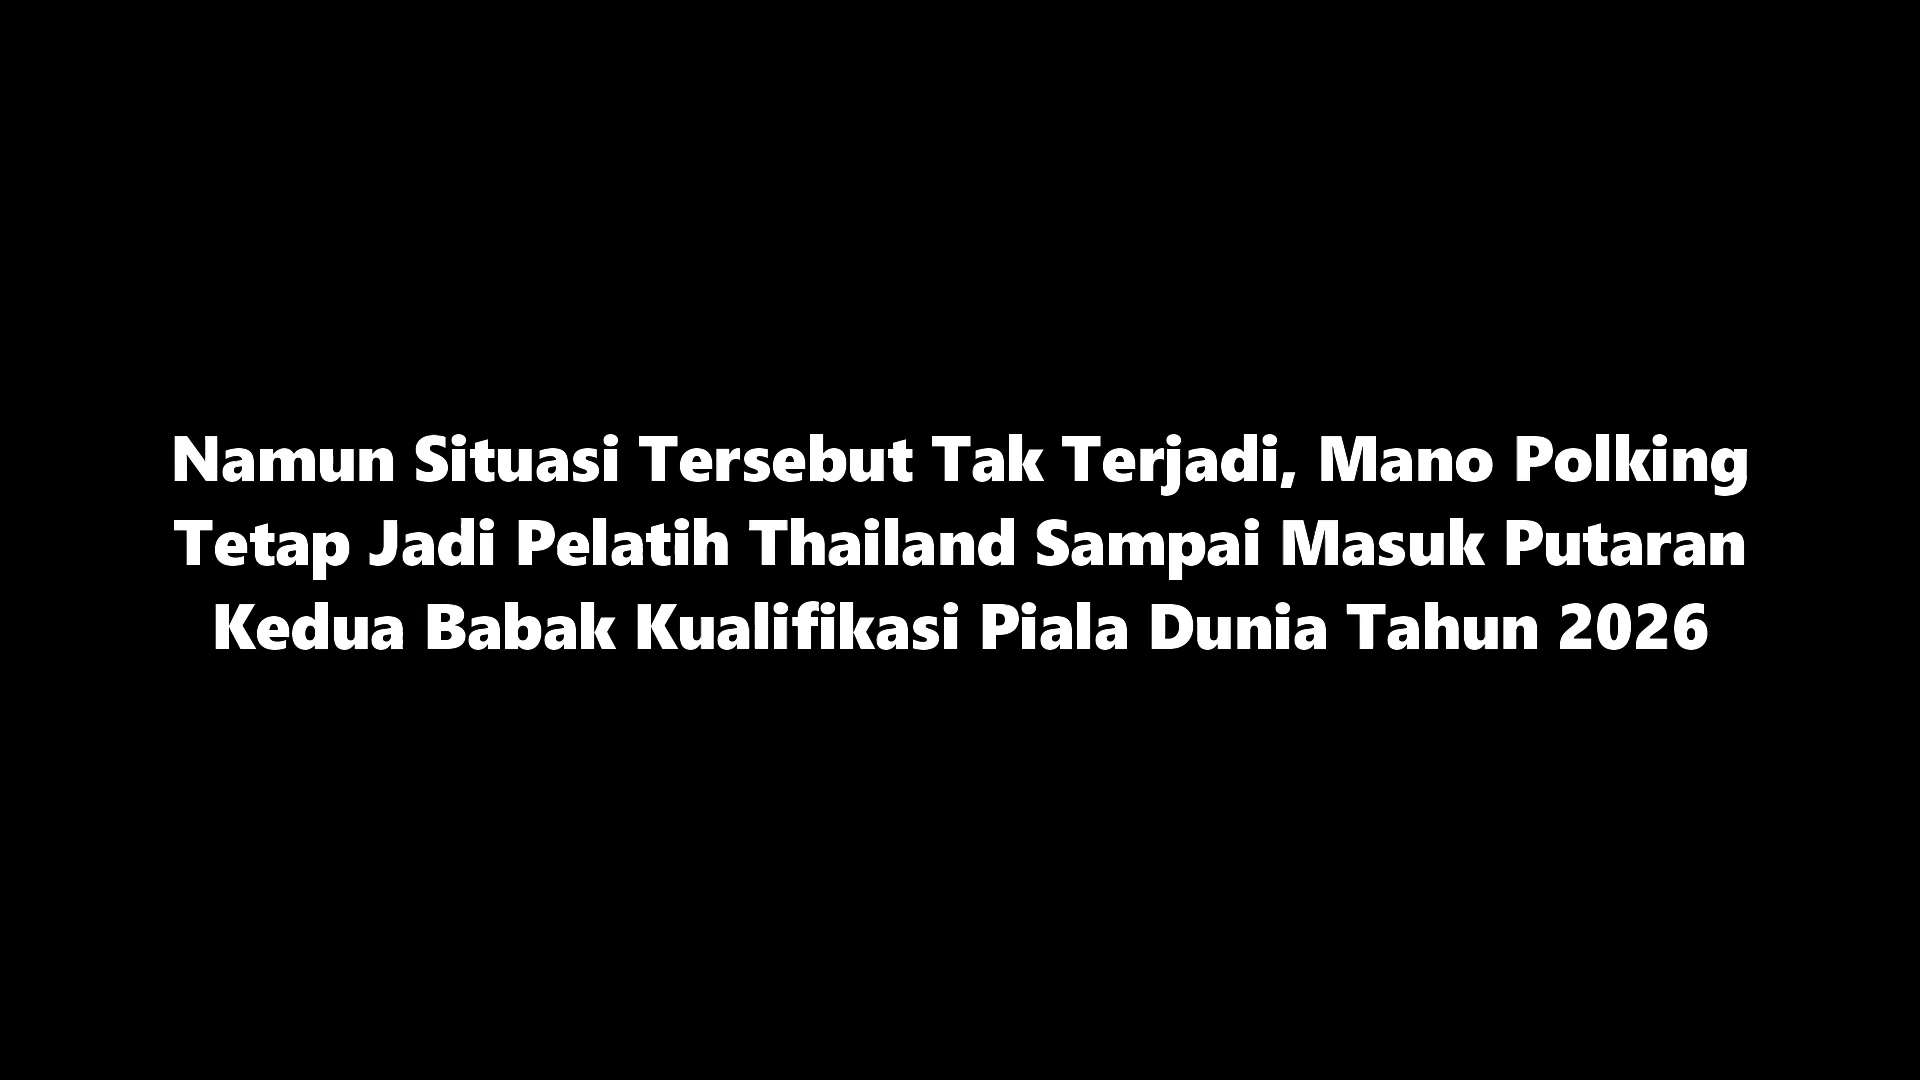 Namun Situasi Tersebut Tak Terjadi, Mano Polking
Tetap Jadi Pelatih Thailand Sampai Masuk Putaran
Kedua Babak Kualifikasi Piala Dunia Tahun 2026